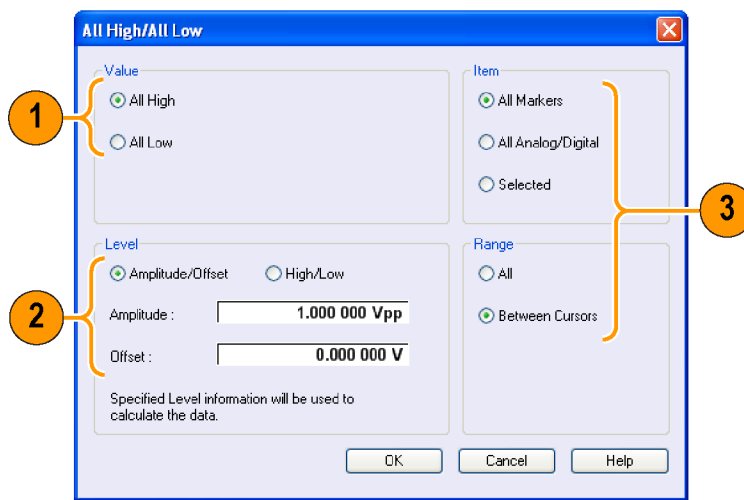 All High/All Low
Value
All High
All Low
1
Item
All Markers
All Analog/Digital
Selected
3
Level
Amplitude/Offset High/Low
Amplitude : 1.000 000 Vpp
Offset : 0.000 000 V
Specified Level information will be used to
calculate the data.
2
Range
All
Between Cursors
OK Cancel Help